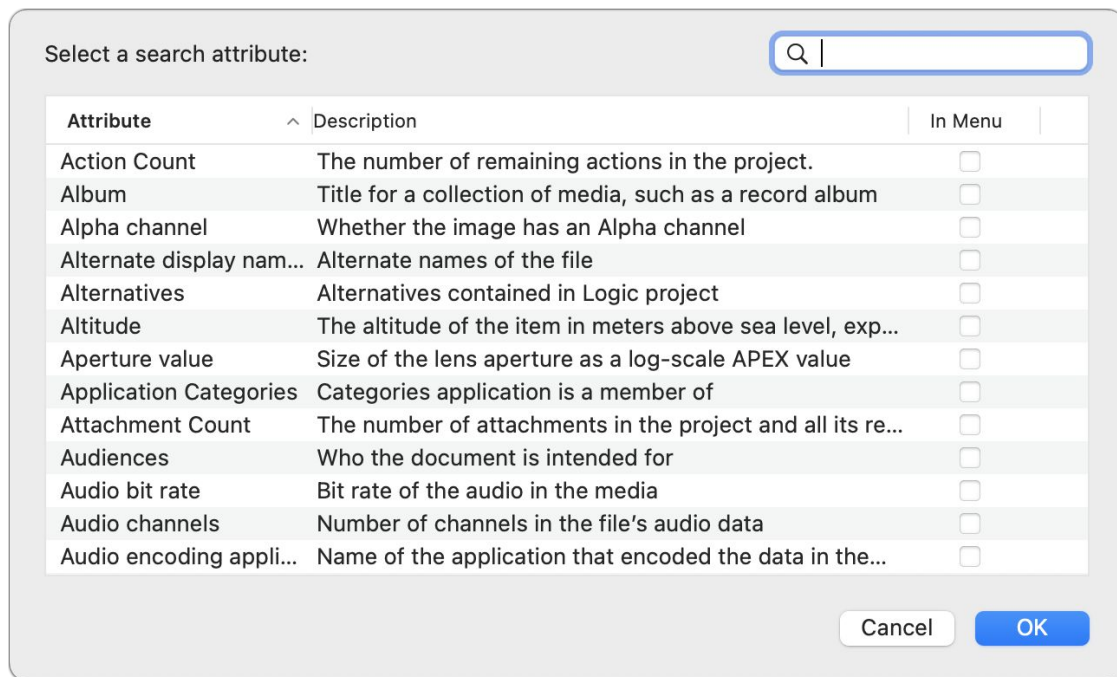 Select a search attribute:
Attribute Description In Menu
Action Count The number of remaining actions in the project.
Album Title for a collection of media, such as a record album
Alpha channel Whether the image has an Alpha channel
Alternate display nam... Alternate names of the file
Alternatives Alternatives contained in Logic project
Altitude The altitude of the item in meters above sea level, exp...
Aperture value Size of the lens aperture as a log-scale APEX value
Application Categories Categories application is a member of
Attachment Count The number of attachments in the project and all its re...
Audiences Who the document is intended for
Audio bit rate Bit rate of the audio in the media
Audio channels Number of channels in the file’s audio data
Audio encoding appli... Name of the application that encoded the data in the...
Cancel OK